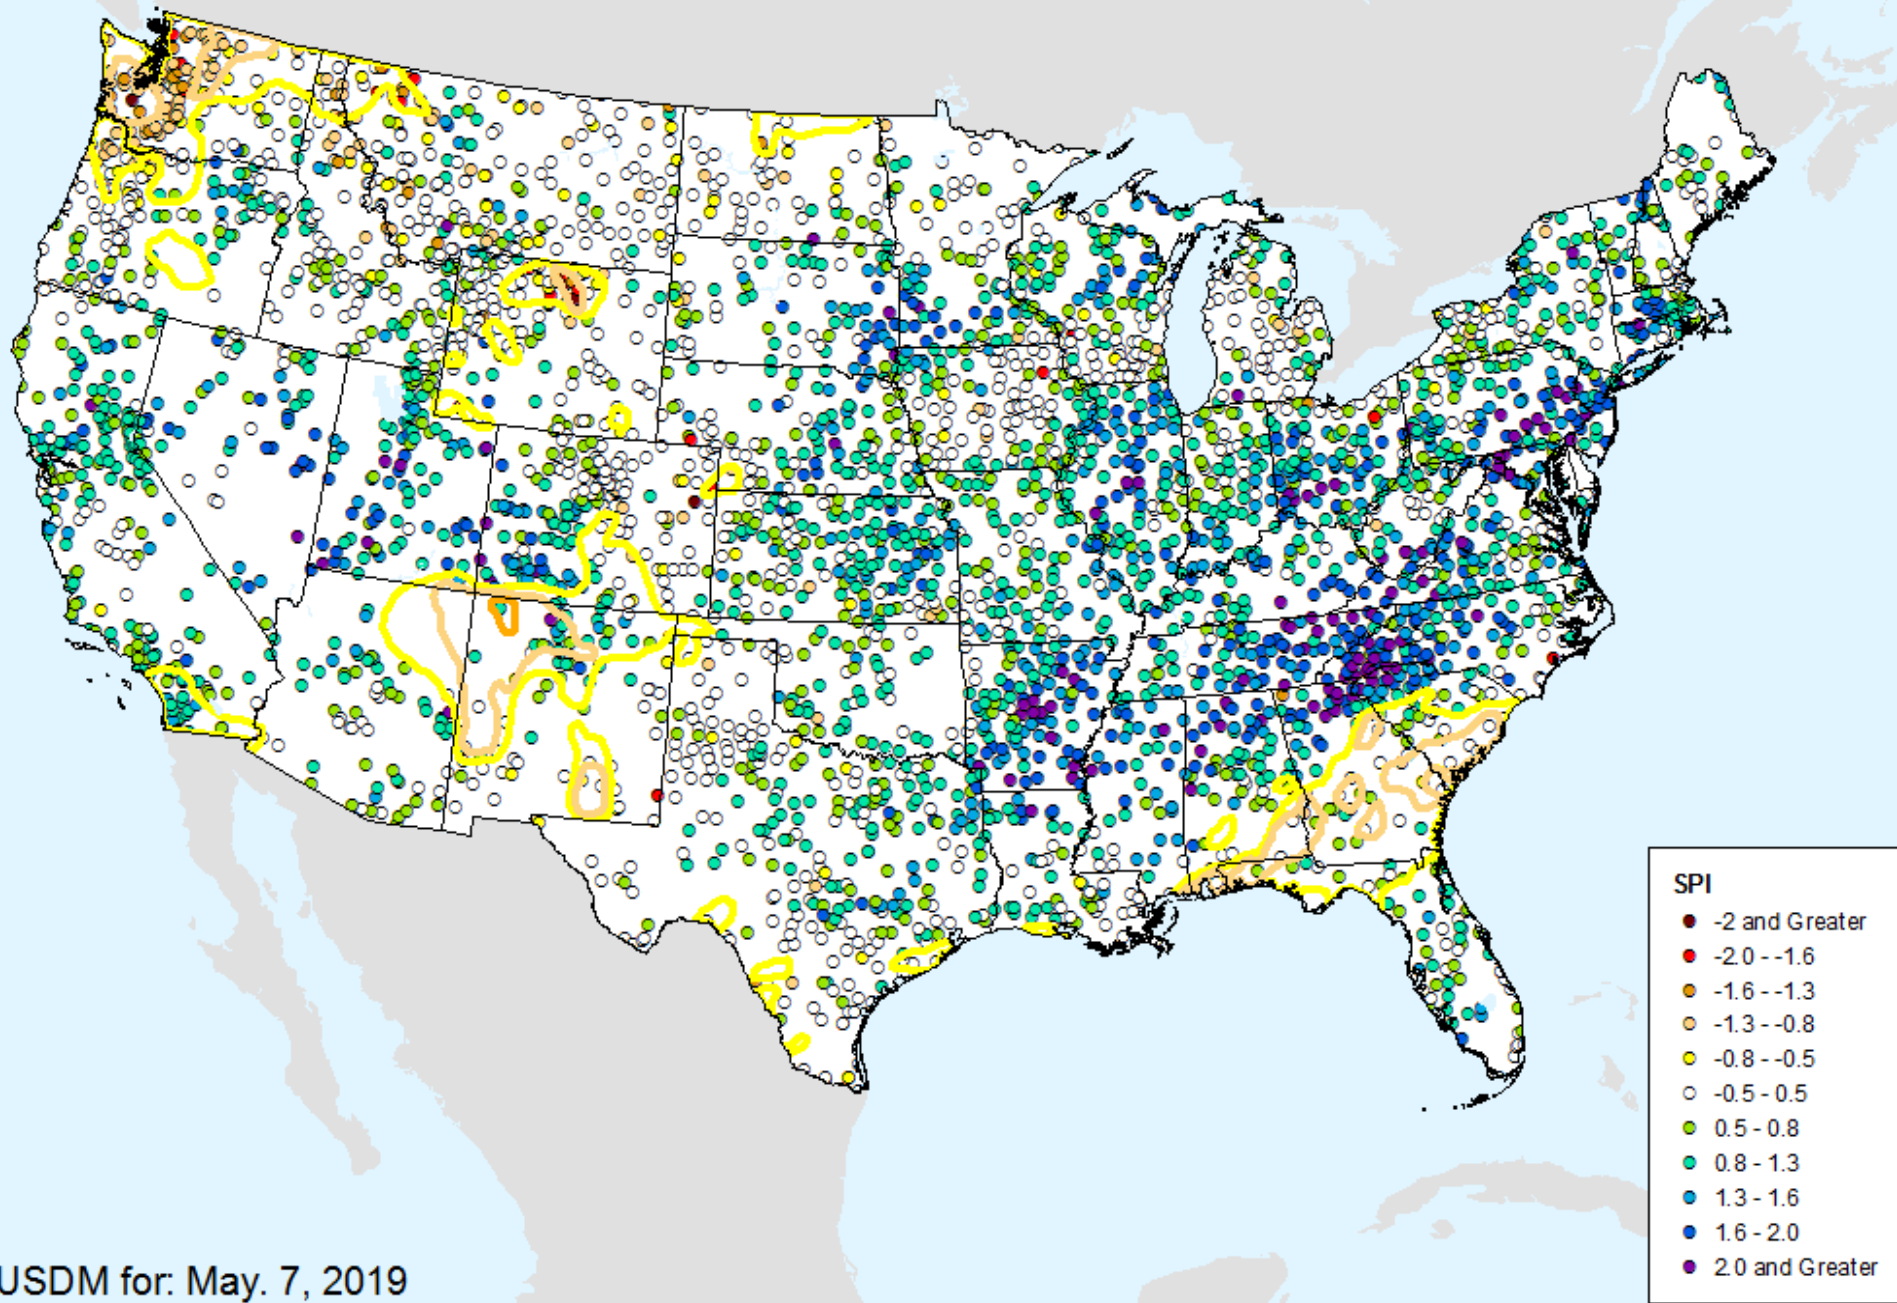 SPI
-2 and Greater
-2.0 - -1.6
-1.6 - -1.3
-1.3 - -0.8
-0.8 - -0.5
-0.5 - 0.5
0.5 - 0.8
0.8 - 1.3
1.3 - 1.6
1.6 - 2.0
2.0 and Greater
USDM for: May. 7, 2019